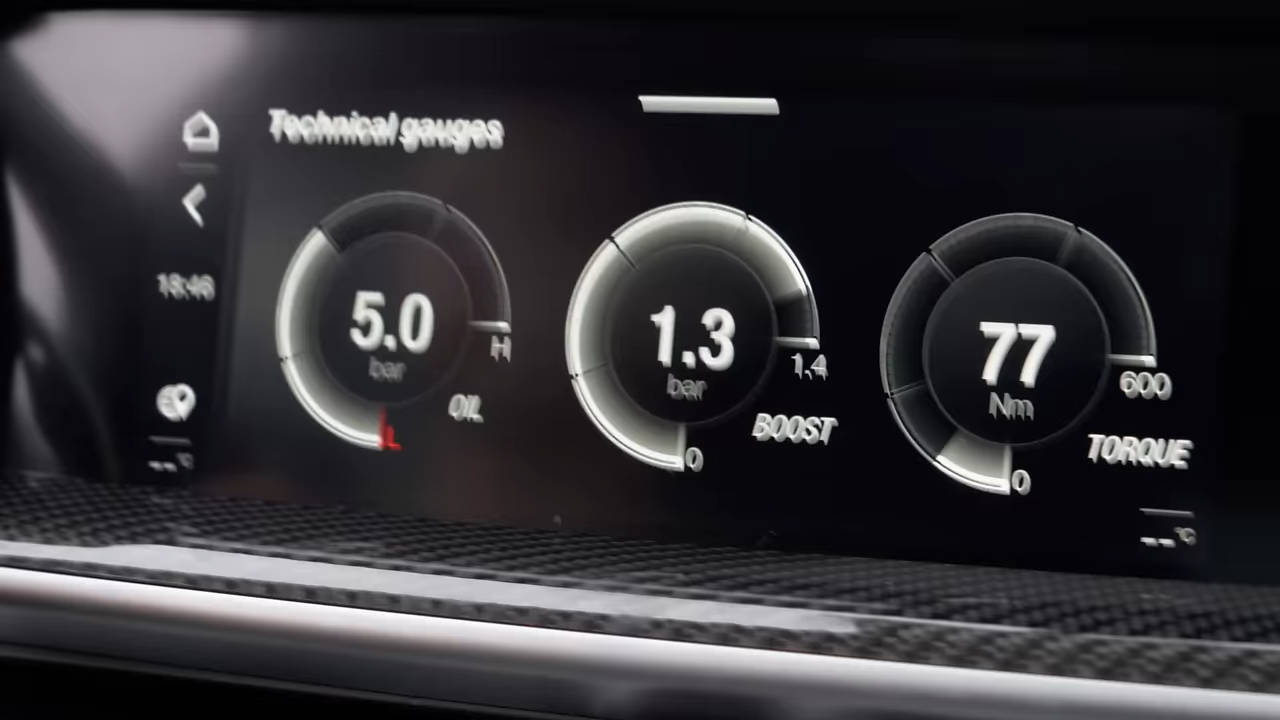 Technical gauges
18:46
5.0
bar
H
L
OIL
1.3
bar
1.4
0
BOOST
77
Nm
600
0
TORQUE
--°C
--°C